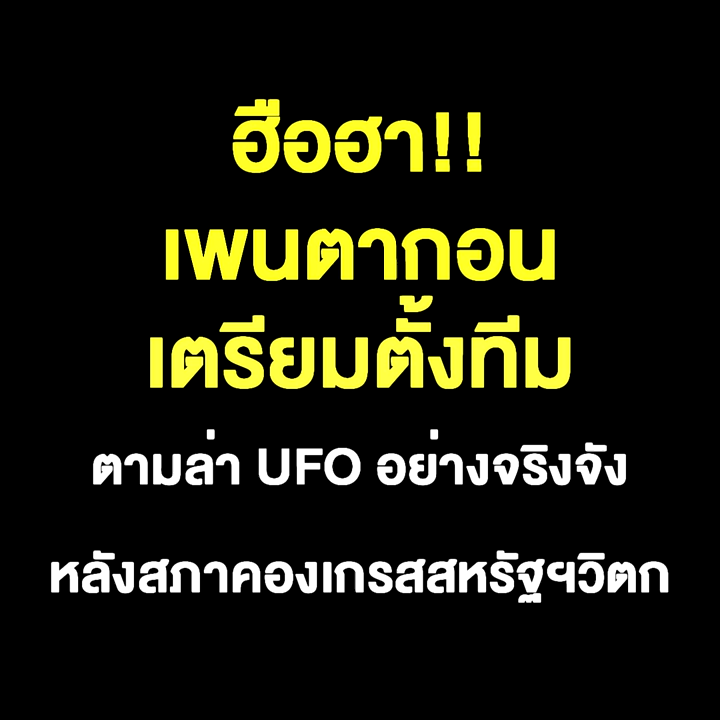 ฮือฮา!!
เพนตากอน
เตรียมตั้งทีม
ตามล่า UFO อย่างจริงจัง
หลังสภาคองเกรสสหรัฐฯวิตก